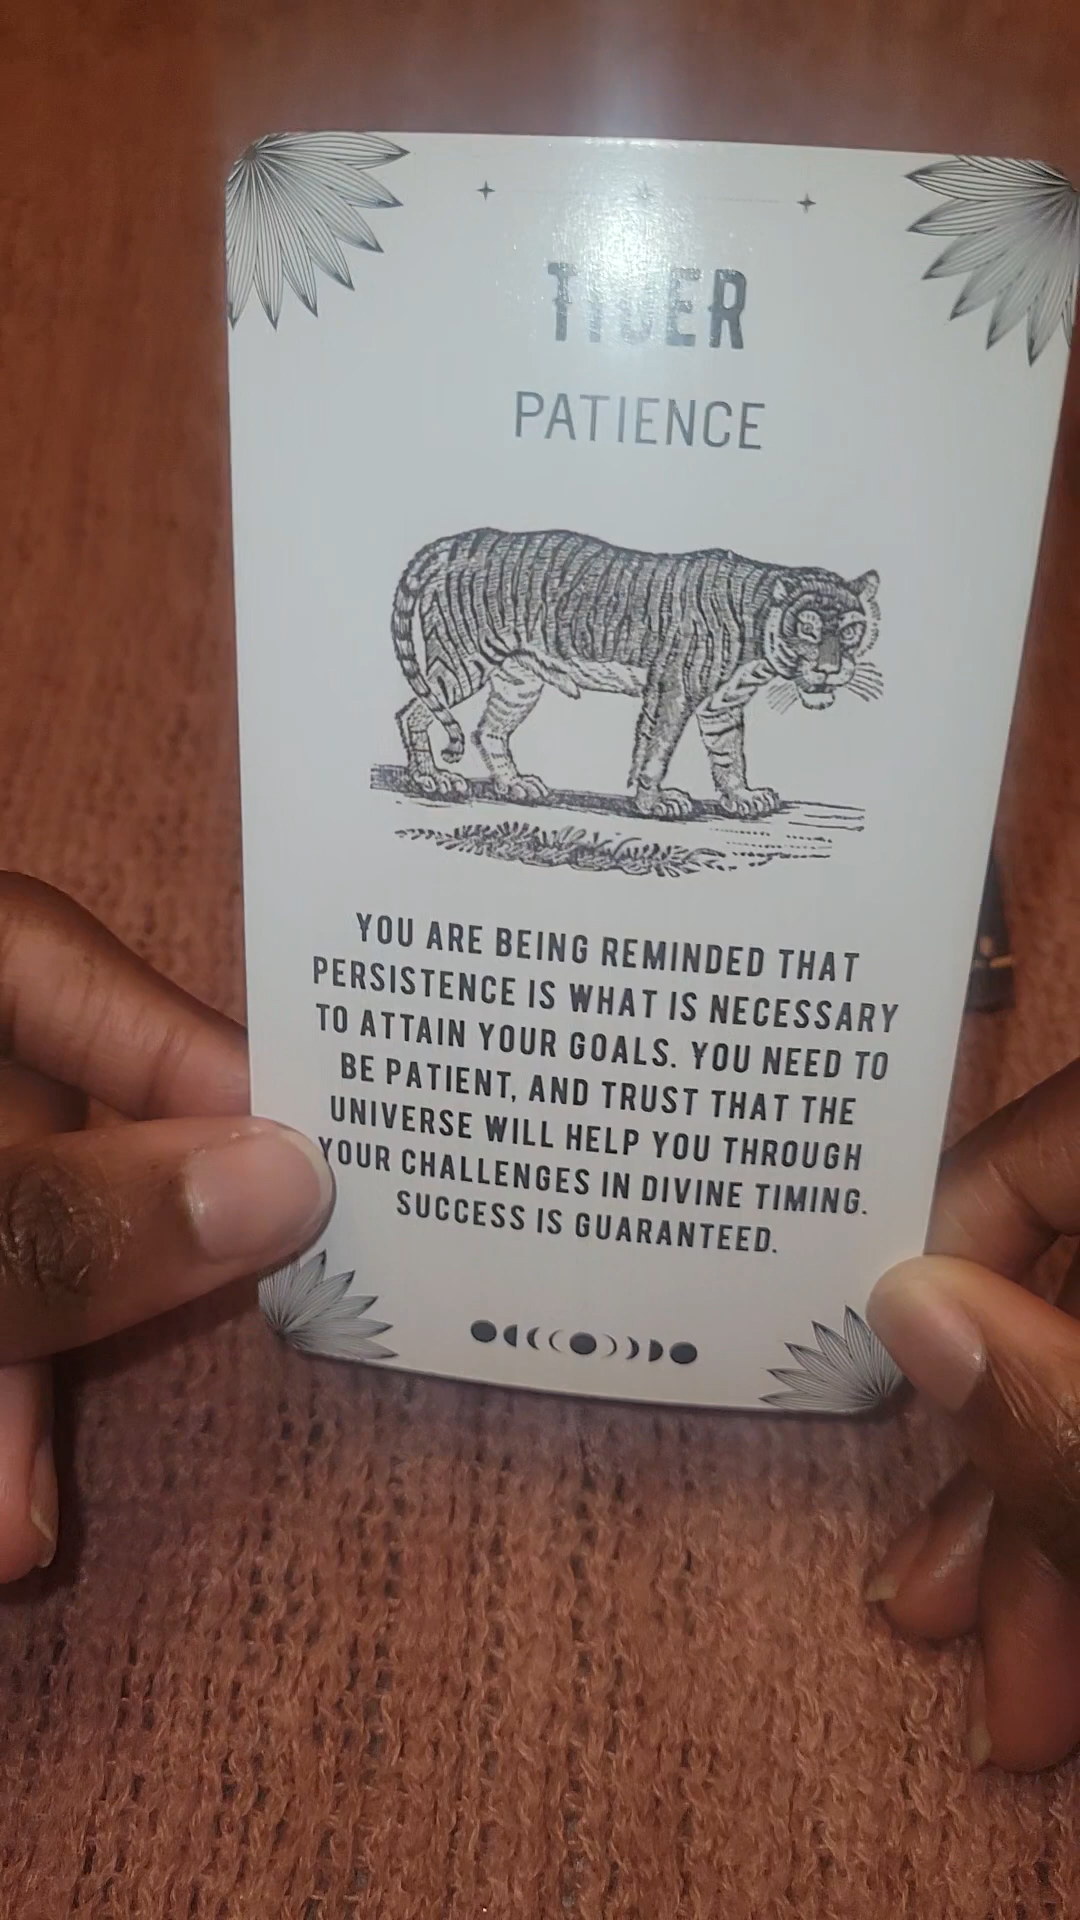 TIGER
PATIENCE
YOU ARE BEING REMINDED THAT
PERSISTENCE IS WHAT IS NECESSARY
TO ATTAIN YOUR GOALS. YOU NEED TO
BE PATIENT, AND TRUST THAT THE
UNIVERSE WILL HELP YOU THROUGH
YOUR CHALLENGES IN DIVINE TIMING.
SUCCESS IS GUARANTEED.